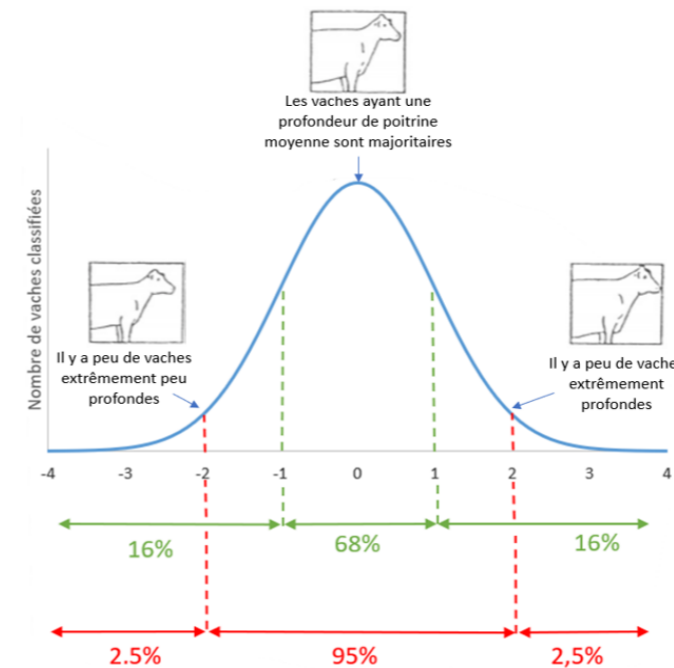 Les vaches ayant une
profondeur de poitrine
moyenne sont majoritaires
Nombre de vaches classifiées
Il y a peu de vaches
extrêmement peu
profondes
Il y a peu de vache
extrêmement
profondes
-4 -3 -2 -1 0 1 2 3 4
16% 68% 16%
2.5% 95% 2,5%